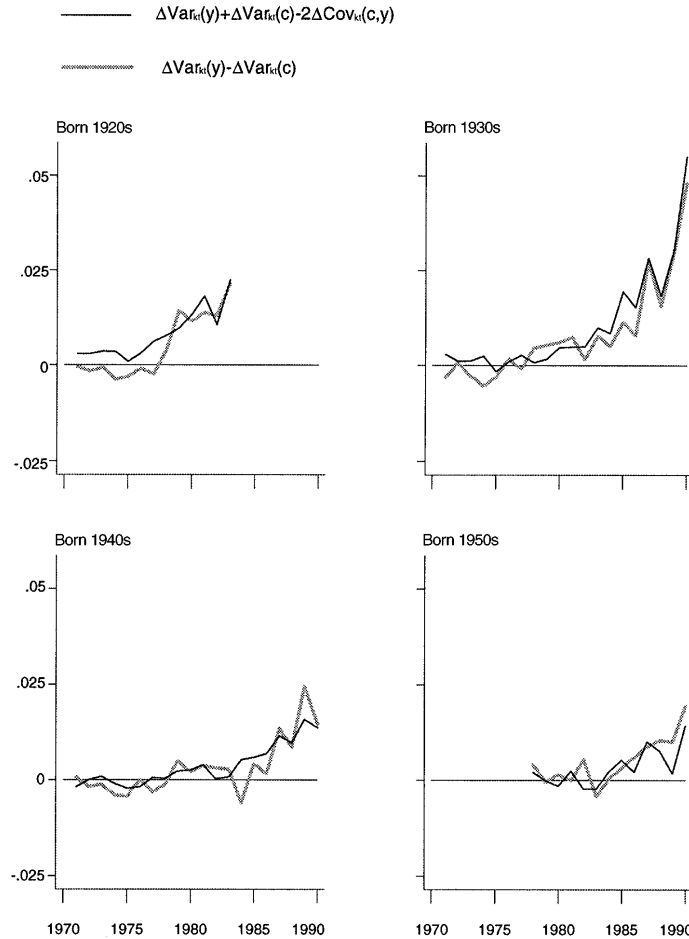 ΔVarkt(y)+ΔVarkt(c)-2ΔCovkt(c,y)
ΔVarkt(y)-ΔVarkt(c)
Born 1920s
Born 1930s
.05
.025
0
-.025
Born 1940s
Born 1950s
.05
.025
0
-.025
1970 1975 1980 1985 1990
1970 1975 1980 1985 1990